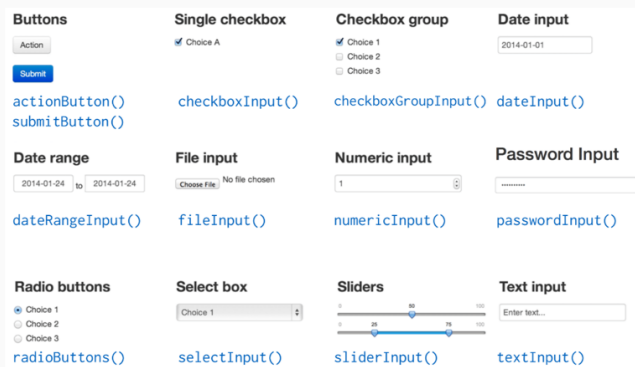 Buttons
Action
Submit
actionButton()
submitButton()
Single checkbox
Choice A
checkboxInput()
Checkbox group
Choice 1
Choice 2
Choice 3
checkboxGroupInput()
Date input
2014-01-01
dateInput()
Date range
2014-01-24 to 2014-01-24
dateRangeInput()
File input
Choose File No file chosen
fileInput()
Numeric input
1
numericInput()
Password Input
passwordInput()
Radio buttons
Choice 1
Choice 2
Choice 3
radioButtons()
Select box
Choice 1
selectInput()
Sliders
0 50 100
0 25 75 100
sliderInput()
Text input
Enter text...
textInput()